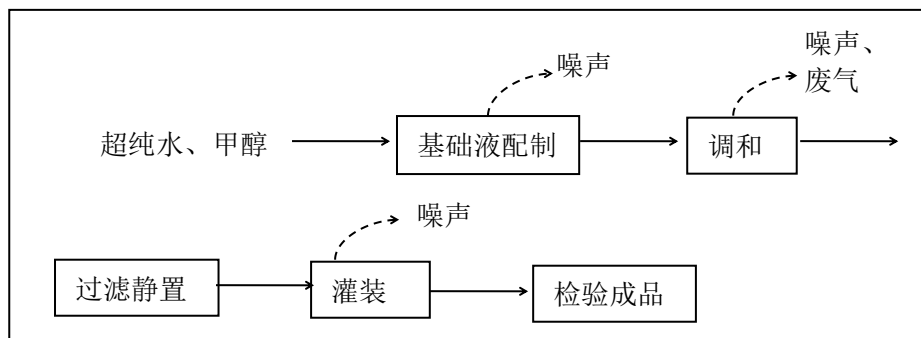 噪声
噪声、
废气
超纯水、甲醇
基础液配制
调和
噪声
过滤静置
灌装
检验成品